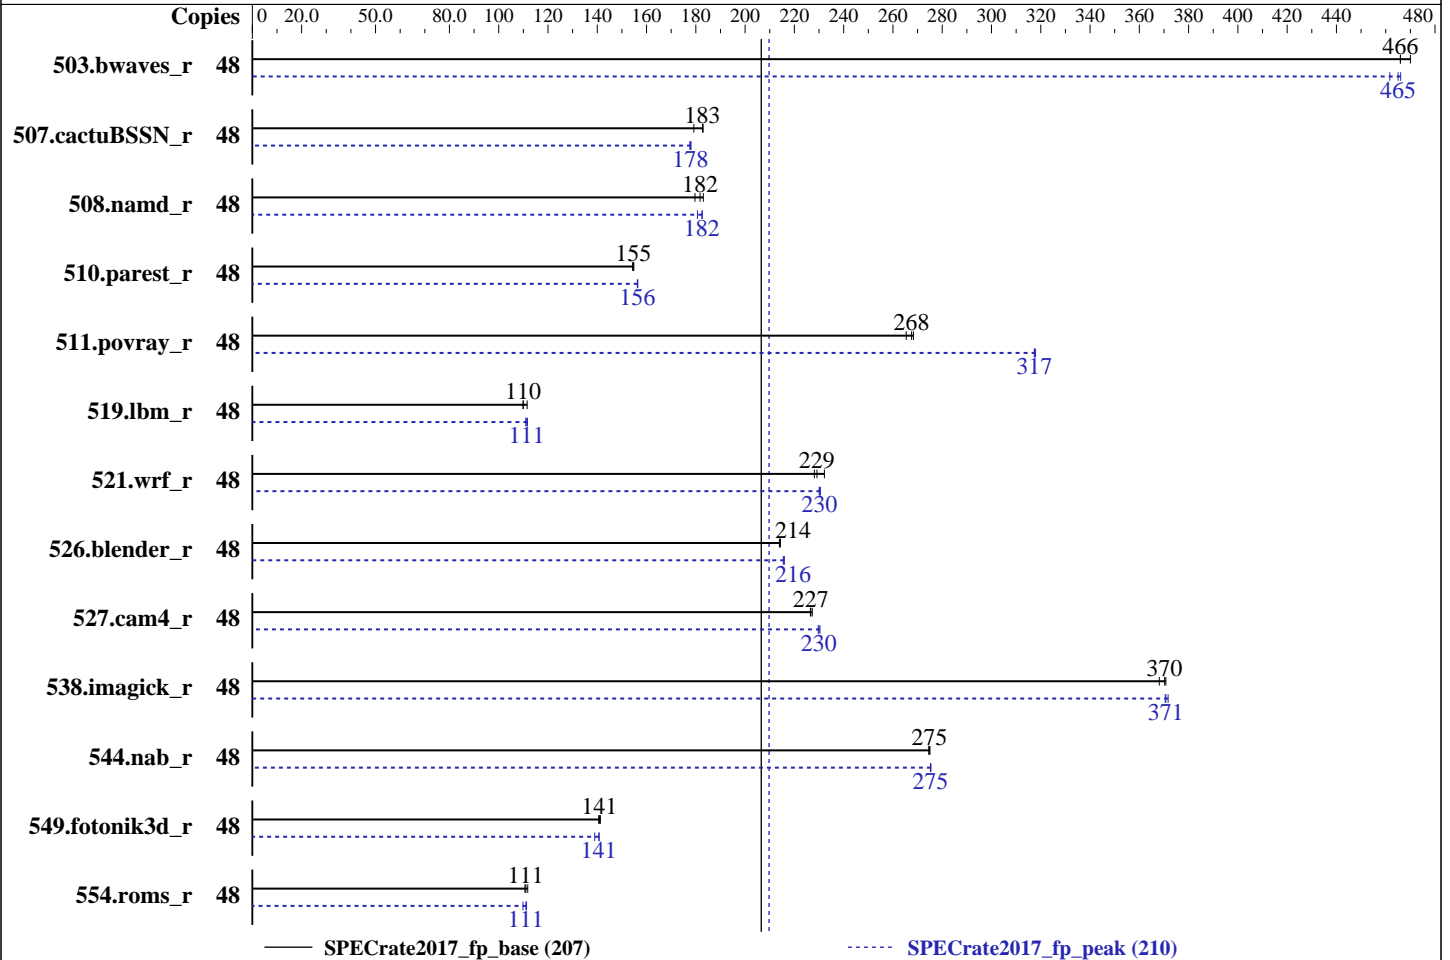 Copies 0 20.0 50.0 80.0 100 120 140 160 180 200 220 240 260 280 300 320 340 360 380 400 420 440 480
503.bwaves_r 48 466
465
507.cactuBSSN_r 48 183
178
508.namd_r 48 182
182
510.parest_r 48 155
156
511.povray_r 48 268
317
519.lbm_r 48 110
111
521.wrf_r 48 229
230
526.blender_r 48 214
216
527.cam4_r 48 227
230
538.imagick_r 48 370
371
544.nab_r 48 275
275
549.fotonik3d_r 48 141
141
554.roms_r 48 111
111
SPECrate2017_fp_base (207) SPECrate2017_fp_peak (210)